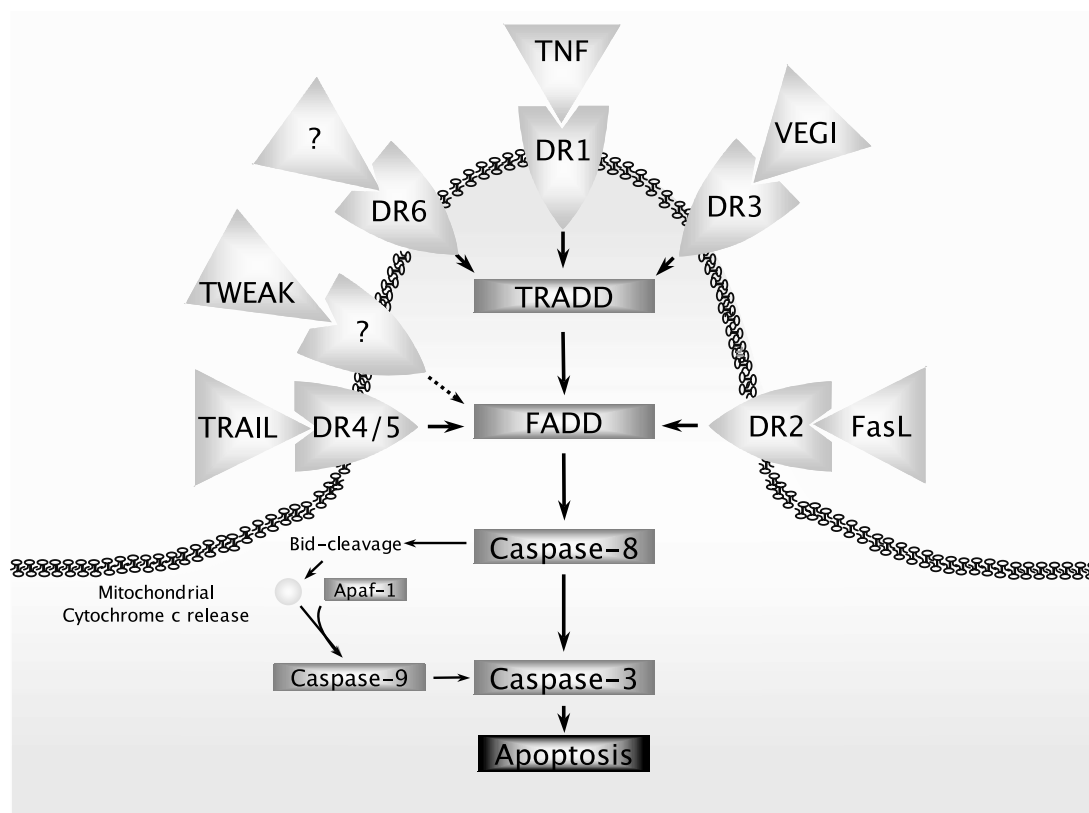 TNF
?
VEGI
DR1
DR6
DR3
TWEAK
TRADD
?
TRAIL
DR4/5
FADD
DR2
FasL
Bid-cleavage
Caspase-8
Mitochondrial
Cytochrome c release
Apaf-1
Caspase-9
Caspase-3
Apoptosis